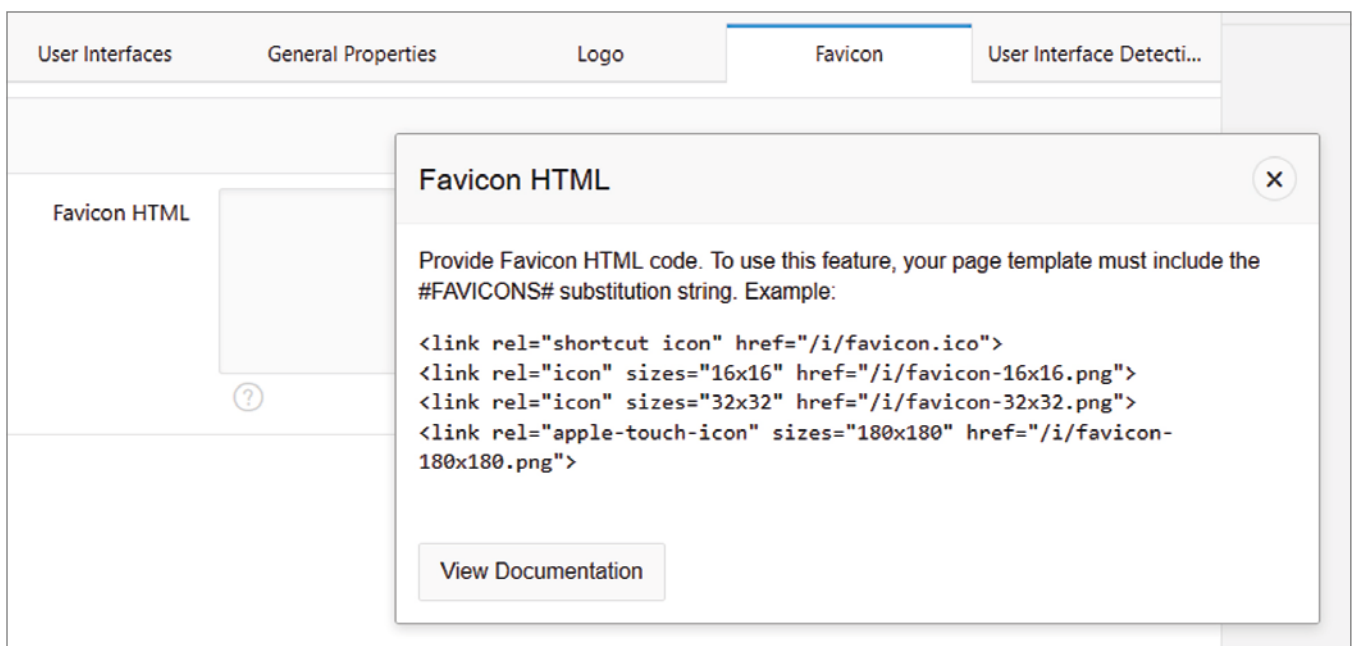 User Interfaces General Properties Logo Favicon User Interface Detecti...
Favicon HTML
Favicon HTML
Provide Favicon HTML code. To use this feature, your page template must include the
#FAVICONS# substitution string. Example:
<link rel="shortcut icon" href="/i/favicon.ico">
<link rel="icon" sizes="16x16" href="/i/favicon-16x16.png">
<link rel="icon" sizes="32x32" href="/i/favicon-32x32.png">
<link rel="apple-touch-icon" sizes="180x180" href="/i/favicon-
180x180.png">
?
View Documentation